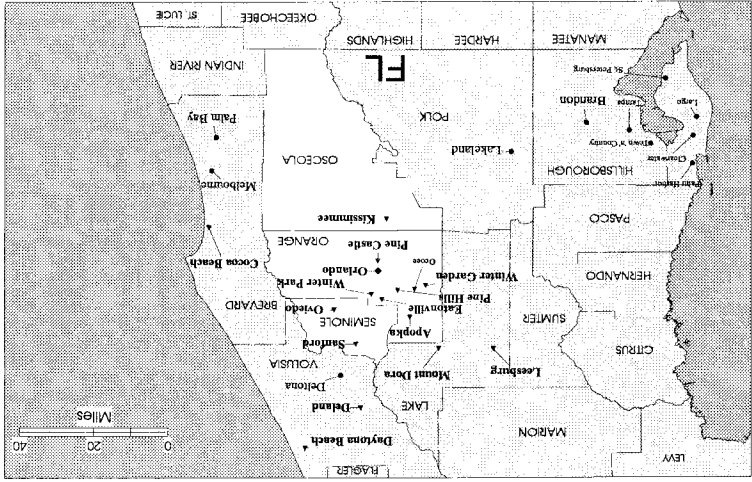 LEVY
FLAGLER
Daytona Beach
MARION
0 40
Miles
LAKE
Deland
Deltona
CITRUS
Leesburg
Mount Dora
VOLUSIA
Sanford
SUMTER
Apopka
SEMINOLE
Eatonville
Oviedo
Pine Hills
BREVARD
HERNANDO
Winter Garden
Winter Park
Ocoee
Orlando
Cocoa Beach
Pine Castle
ORANGE
PASCO
Kissimmee
Palm Harbor
Melbourne
HILLSBOROUGH
Clearwater
OSCEOLA
Lakeland
Town n' Country
Palm Bay
Tampa
POLK
Largo
Brandon
St. Petersburg
FL
INDIAN RIVER
MANATEE
HARDEE
HIGHLANDS
OKEECHOBEE
ST. LUCIE